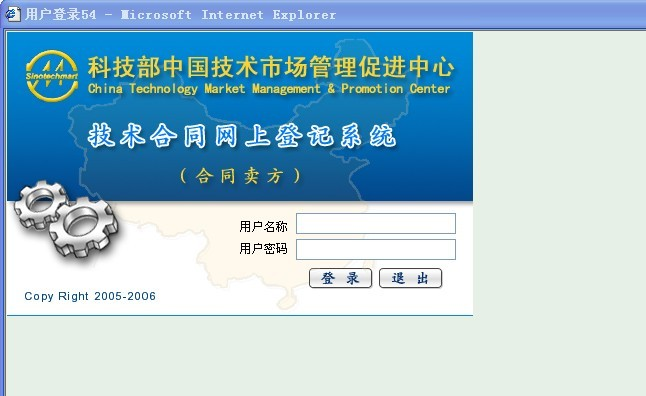 用户登录54 - Microsoft Internet Explorer
Sinotechmart
科技部中国技术市场管理促进中心
China Technology Market Management & Promotion Center
技术合同网上登记系统
（合同卖方）
用户名称
用户密码
登 录 退 出
Copy Right 2005-2006